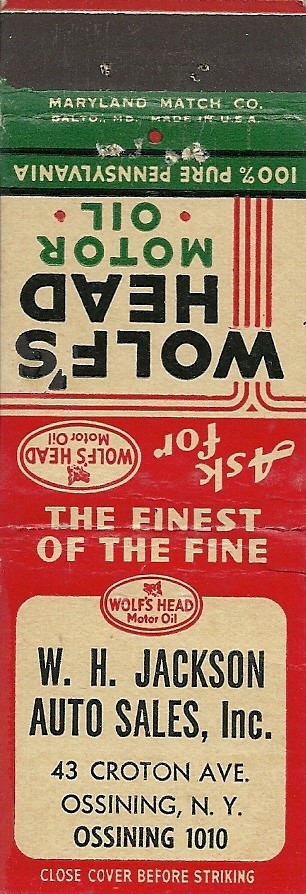 MARYLAND MATCH CO.
BALTO., MD. MADE IN U.S.A.
100% PURE PENNSYLVANIA
Ask
for
WOLF'S HEAD
Motor Oil
WOLF'S
HEAD
MOTOR
OIL
THE FINEST
OF THE FINE
WOLF'S HEAD
Motor Oil
W. H. JACKSON
AUTO SALES, Inc.
43 CROTON AVE.
OSSINING, N. Y.
OSSINING 1010
CLOSE COVER BEFORE STRIKING